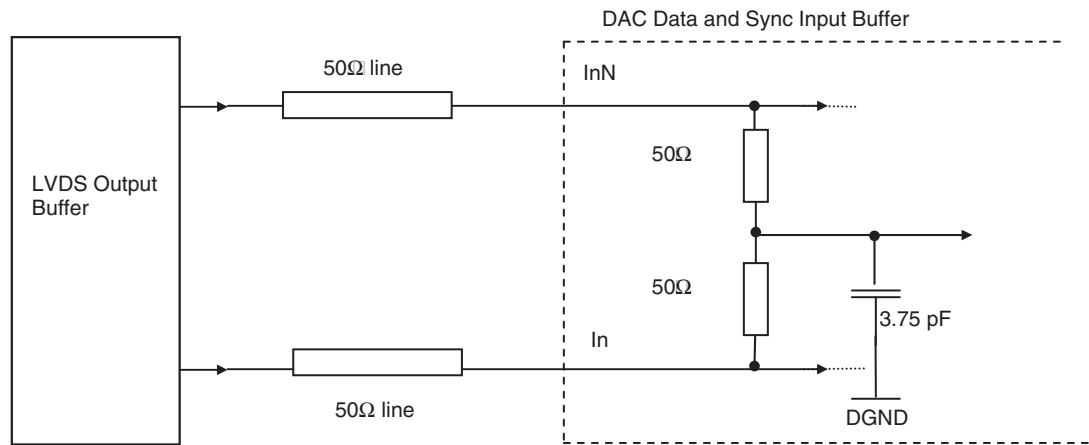 DAC Data and Sync Input Buffer
50Ω line
InN
50Ω
LVDS Output
Buffer
50Ω
3.75 pF
In
50Ω line
DGND